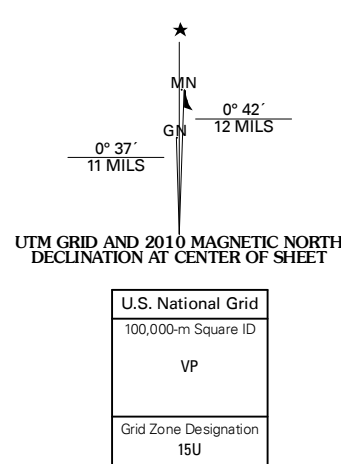 ★
MN
0° 42´
12 MILS
GN
0° 37´
11 MILS
UTM GRID AND 2010 MAGNETIC NORTH
DECLINATION AT CENTER OF SHEET
U.S. National Grid
100,000-m Square ID
VP
Grid Zone Designation
15U